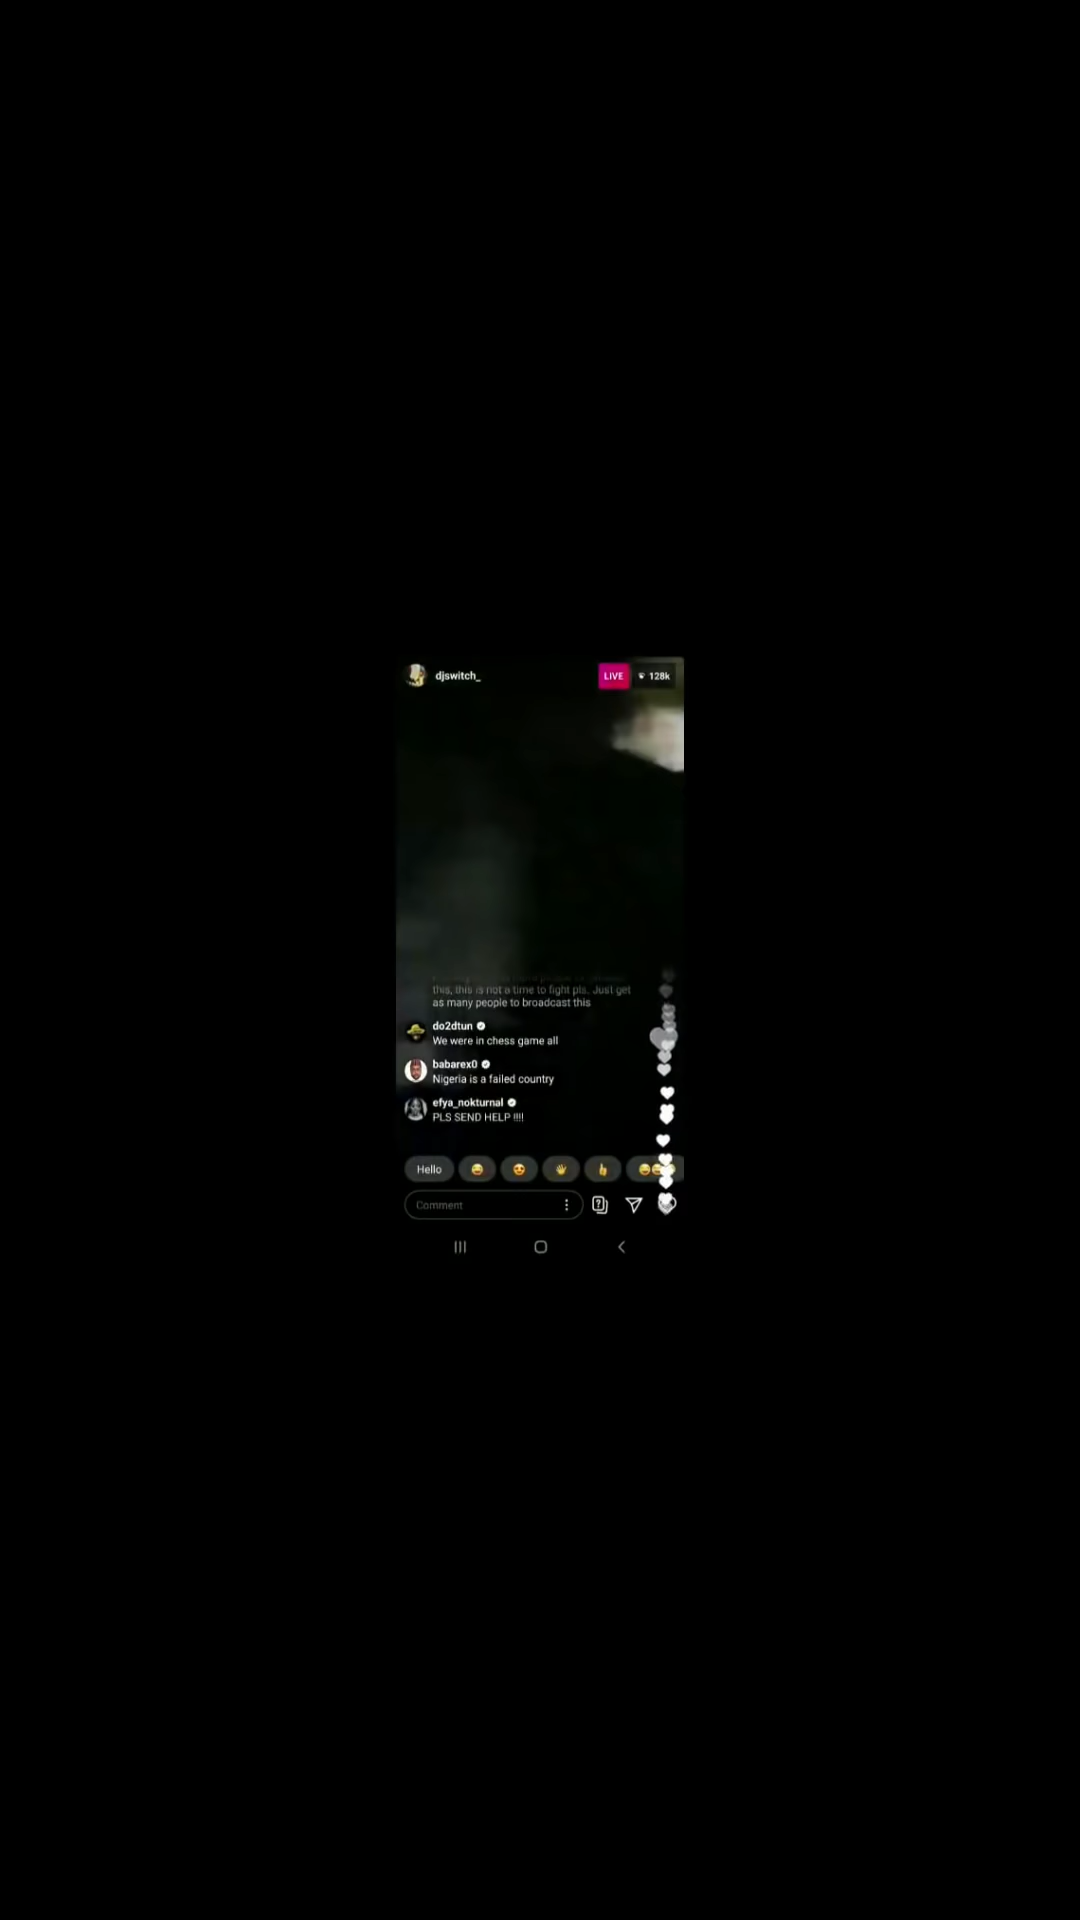 djswitch_
LIVE
128k
this, this is not a time to fight pls. Just get
as many people to broadcast this
do2dtun
We were in chess game all
babarex0
Nigeria is a failed country
efya_nokturnal
PLS SEND HELP !!!!
Hello
Comment